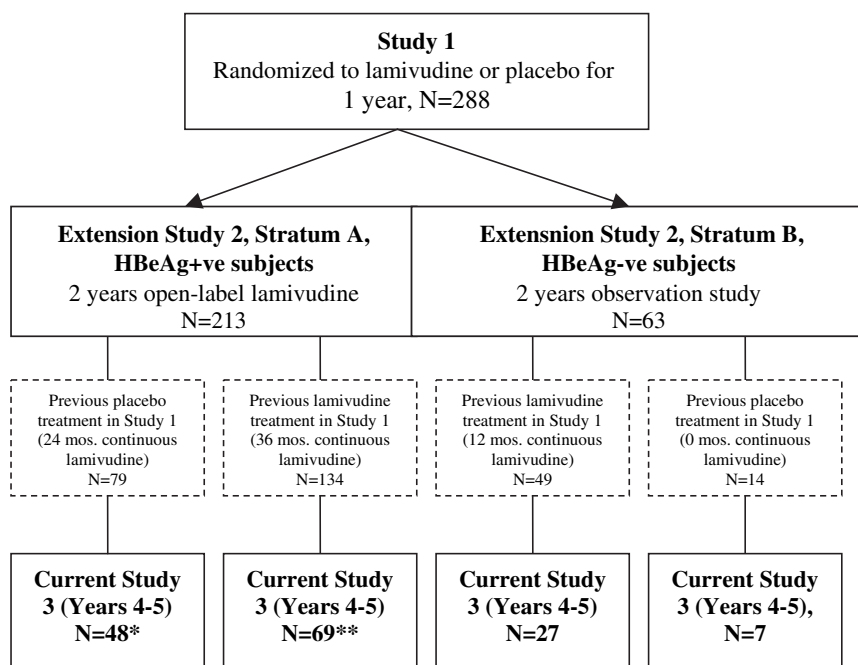 Study 1
Randomized to lamivudine or placebo for
1 year, N=288
Extension Study 2, Stratum A,
HBeAg+ve subjects
2 years open-label lamivudine
N=213
Extensnion Study 2, Stratum B,
HBeAg-ve subjects
2 years observation study
N=63
Previous placebo
treatment in Study 1
(24 mos. continuous
lamivudine)
N=79
Previous lamivudine
treatment in Study 1
(36 mos. continuous
lamivudine)
N=134
Previous lamivudine
treatment in Study 1
(12 mos. continuous
lamivudine)
N=49
Previous placebo
treatment in Study 1
(0 mos. continuous
lamivudine)
N=14
Current Study
3 (Years 4-5)
N=48*
Current Study
3 (Years 4-5)
N=69**
Current Study
3 (Years 4-5)
N=27
Current Study
3 (Years 4-5),
N=7